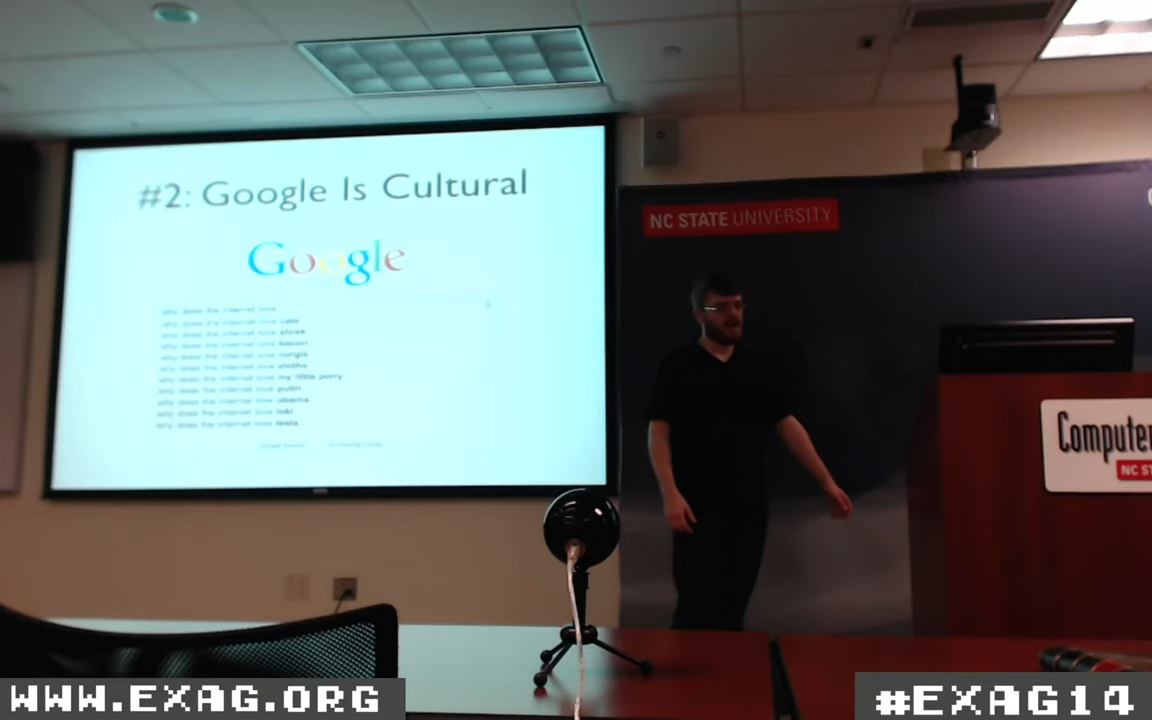 #2: Google Is Cultural
Google
why does the internet love
why does the internet love cats
why does the internet love shrek
why does the internet love bacon
why does the internet love corgis
why does the internet love sloths
why does the internet love my little pony
why does the internet love putin
why does the internet love obama
why does the internet love loki
why does the internet love tesla
NC STATE UNIVERSITY
Computer
NC ST
WWW.EXAG.ORG
#EXAG14